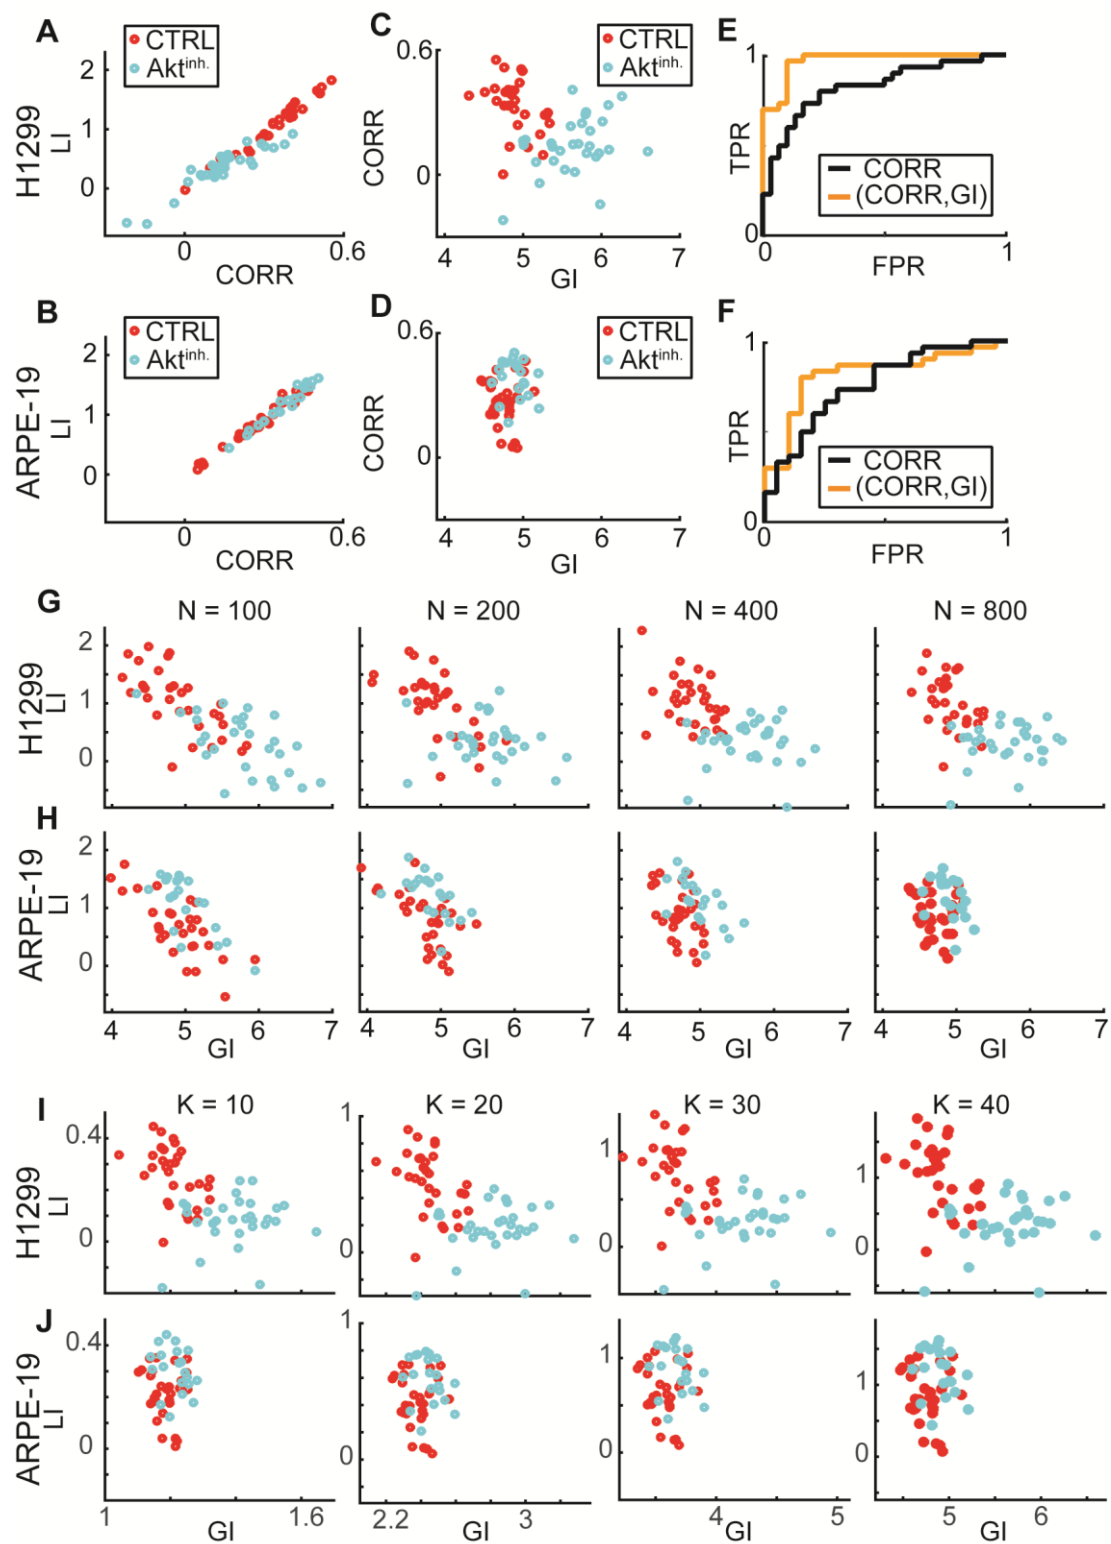 A
CTRL
Akt^inh.
2
1
0
H1299
LI
0
0.6
CORR
C
CTRL
Akt^inh.
0.6
0
CORR
4
5
6
7
GI
E
1
0
TPR
CORR
(CORR,GI)
0
1
FPR
B
CTRL
Akt^inh.
2
1
0
ARPE-19
LI
0
0.6
CORR
D
CTRL
Akt^inh.
0.6
0
CORR
4
5
6
7
GI
F
1
0
TPR
CORR
(CORR,GI)
0
1
FPR
G
N = 100
N = 200
N = 400
N = 800
H1299
LI
2
1
0
H
ARPE-19
LI
2
1
0
4
5
6
7
GI
4
5
6
7
GI
4
5
6
7
GI
4
5
6
7
GI
I
K = 10
K = 20
K = 30
K = 40
H1299
LI
0.4
0
1
0
1
0
1
0
J
ARPE-19
LI
0.4
0
1
0
1
0
1
0
1
1.6
GI
2.2
3
GI
4
5
GI
5
6
GI